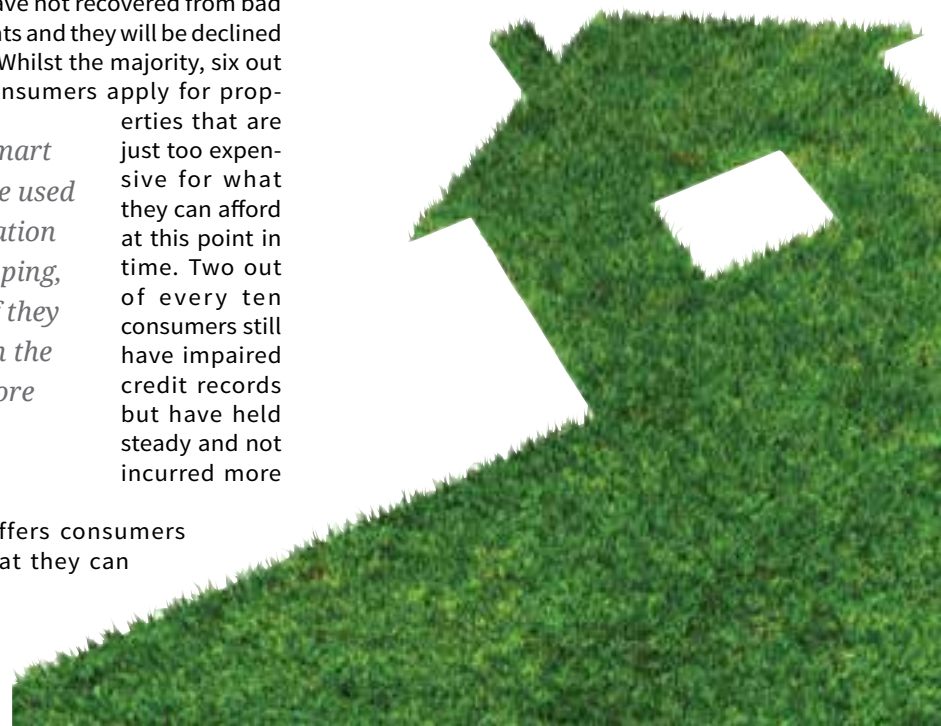 ave not recovered from bad
nts and they will be declined
Whilst the majority, six out
nsumers apply for prop-
erties that are
just too expen-
sive for what
they can afford
at this point in
time. Two out
of every ten
consumers still
have impaired
credit records
but have held
steady and not
incurred more
ffers consumers
at they can
mart
e used
ation
ping,
f they
n the
ore